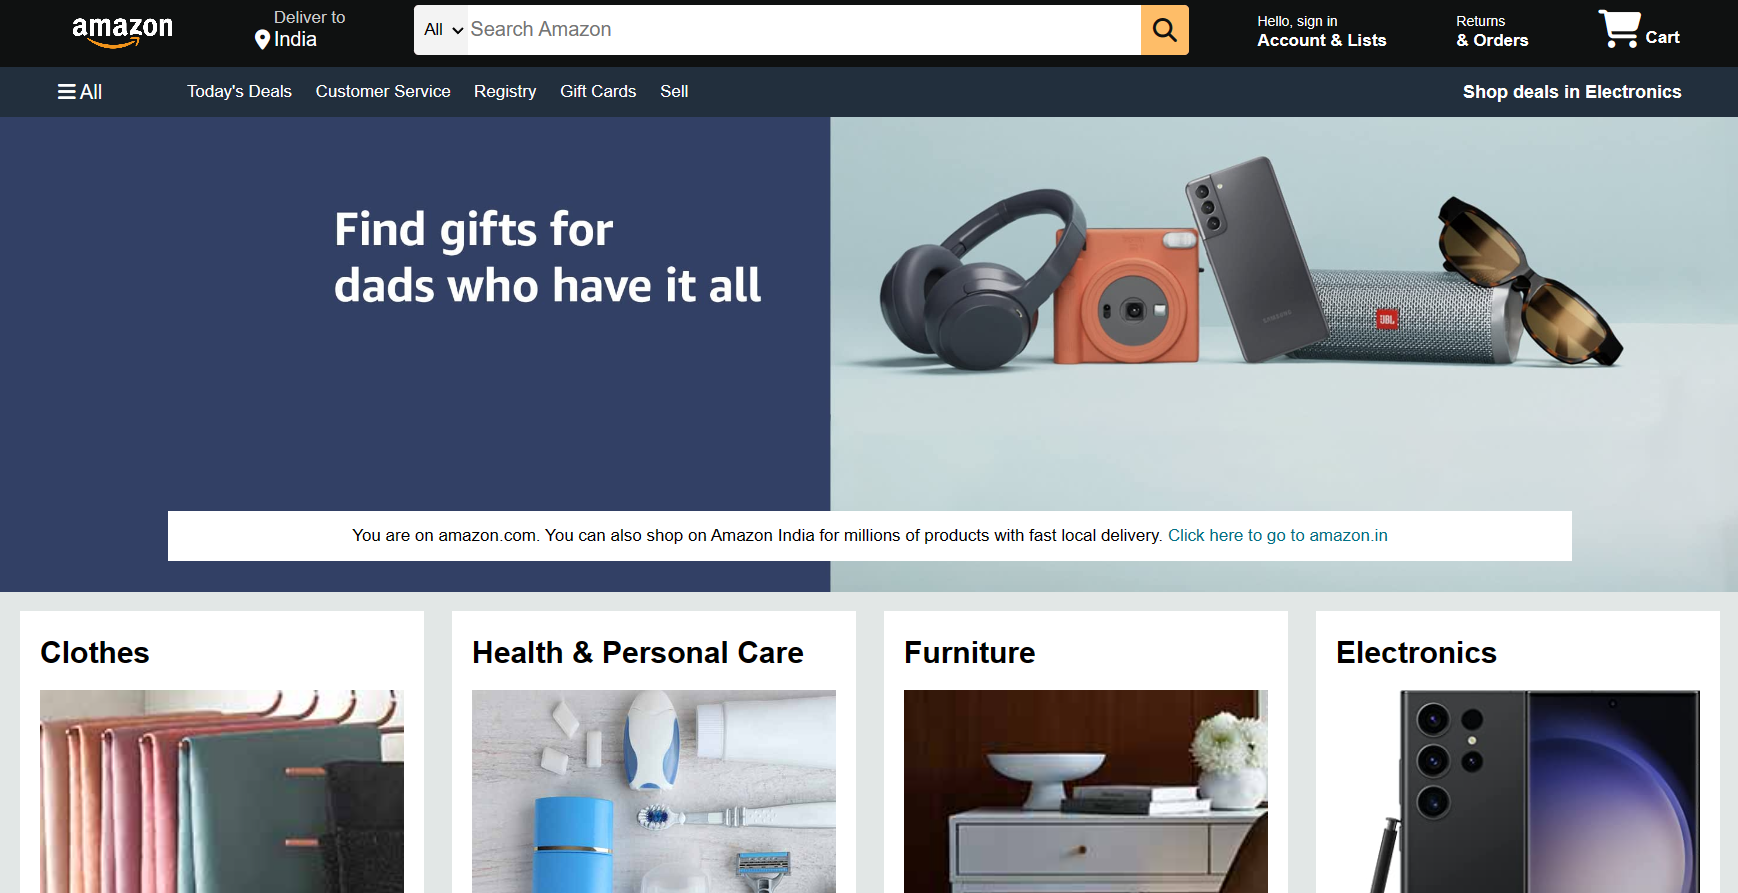 amazon
Deliver to
India
All
Search Amazon
Hello, sign in
Account & Lists
Returns
& Orders
Cart
All
Today's Deals
Customer Service
Registry
Gift Cards
Sell
Shop deals in Electronics
Find gifts for
dads who have it all
SAMSUNG
JBL
You are on amazon.com. You can also shop on Amazon India for millions of products with fast local delivery. Click here to go to amazon.in
Clothes
Health & Personal Care
Furniture
Electronics